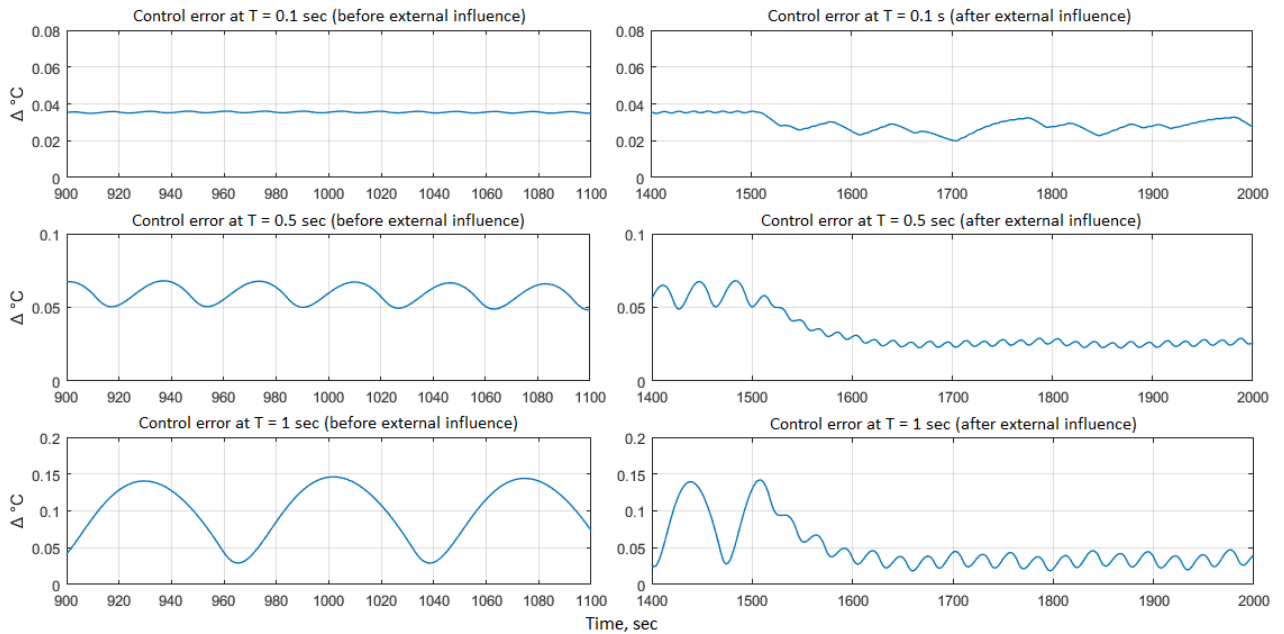 Control error at T = 0.1 sec (before external influence)
0.08
0.06
0.04
0.02
0
Δ °C
900 920 940 960 980 1000 1020 1040 1060 1080 1100
Control error at T = 0.1 s (after external influence)
0.08
0.06
0.04
0.02
0
1400 1500 1600 1700 1800 1900 2000
Control error at T = 0.5 sec (before external influence)
0.1
0.05
0
Δ °C
900 920 940 960 980 1000 1020 1040 1060 1080 1100
Control error at T = 0.5 sec (after external influence)
0.1
0.05
0
1400 1500 1600 1700 1800 1900 2000
Control error at T = 1 sec (before external influence)
0.2
0.15
0.1
0.05
0
Δ °C
900 920 940 960 980 1000 1020 1040 1060 1080 1100
Control error at T = 1 sec (after external influence)
0.2
0.15
0.1
0.05
0
1400 1500 1600 1700 1800 1900 2000
Time, sec